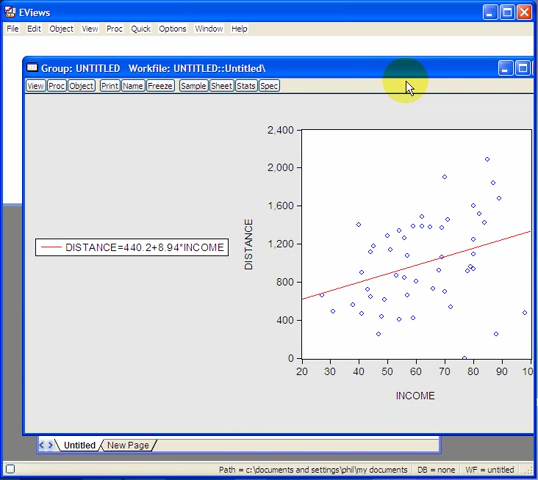 EViews
File Edit Object View Proc Quick Options Window Help
Group: UNTITLED Workfile: UNTITLED::Untitled\
View Proc Object Print Name Freeze Sample Sheet Stats Spec
2,400
2,000
1,600
1,200
800
400
0
DISTANCE
DISTANCE=440.2+8.94*INCOME
20 30 40 50 60 70 80 90 100
INCOME
Untitled New Page
Path = c:\documents and settings\phil\my documents DB = none WF = untitled